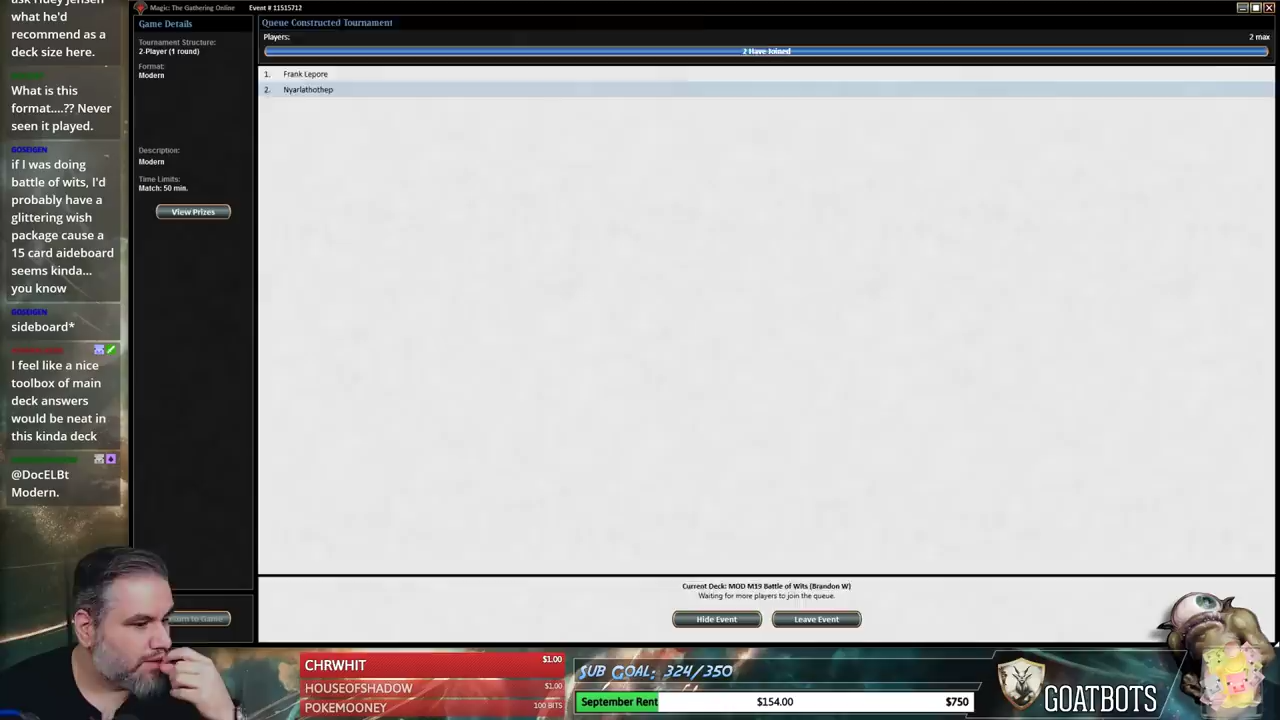 ask Huey Jensen
what he'd
recommend as a
deck size here.
What is this
format....?? Never
seen it played.
GOSEIGEN
if I was doing
battle of wits, I'd
probably have a
glittering wish
package cause a
15 card aideboard
seems kinda...
you know
GOSEIGEN
sideboard*
I feel like a nice
toolbox of main
deck answers
would be neat in
this kinda deck
@DocELBt
Modern.
Magic: The Gathering Online Event # 11515712
Game Details
Tournament Structure:
2-Player (1 round)
Format:
Modern
Description:
Modern
Time Limits:
Match: 50 min.
View Prizes
Return to Game
Queue Constructed Tournament
Players: 2 max
2 Have Joined
1. Frank Lepore
2. Nyarlathothep
Current Deck: MOD M19 Battle of Wits (Brandon W)
Waiting for more players to join the queue.
Hide Event Leave Event
CHRWHIT $1.00
HOUSEOFSHADOW $1.00
POKEMOONEY 100 BITS
SUB GOAL: 324/350
September Rent $154.00 $750
GOATBOTS